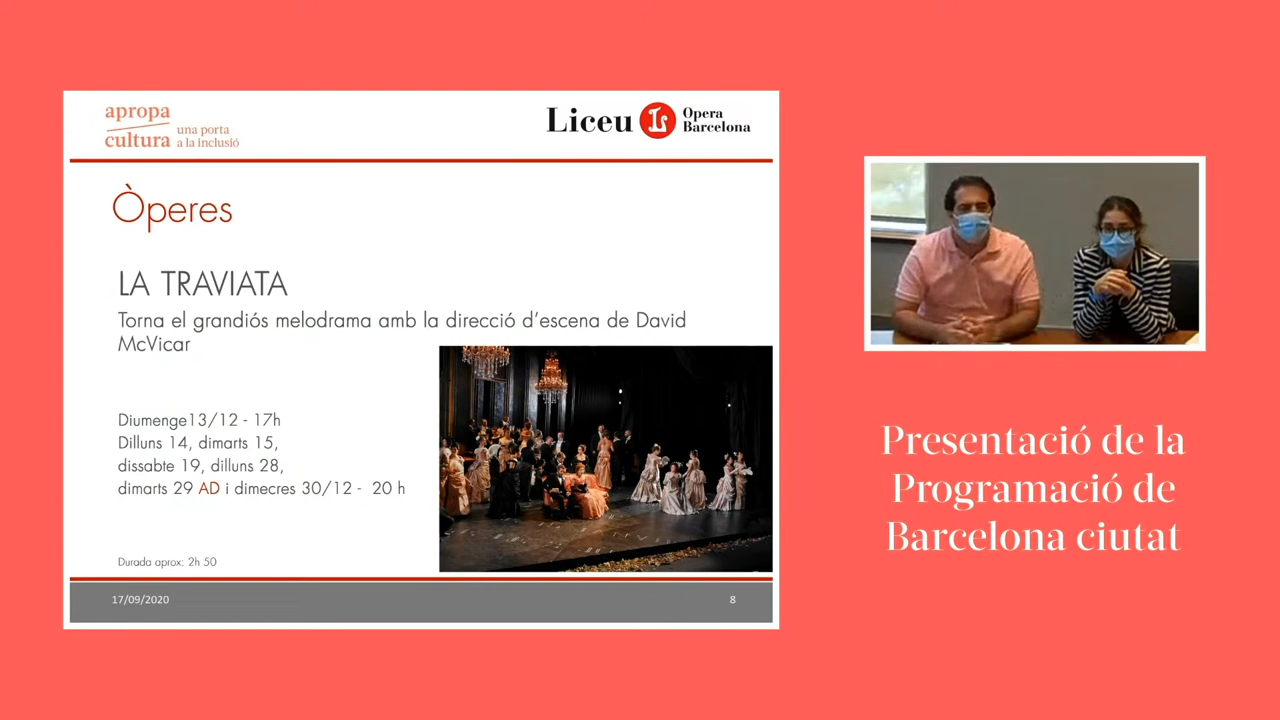 apropa
cultura
una porta
a la inclusió
Liceu
Opera
Barcelona
Òperes
LA TRAVIATA
Torna el grandiós melodrama amb la direcció d'escena de David
McVicar
Diumenge13/12 - 17h
Dilluns 14, dimarts 15,
dissabte 19, dilluns 28,
dimarts 29 AD i dimecres 30/12 - 20 h
Durada aprox: 2h 50
17/09/2020
8
Presentació de la
Programació de
Barcelona ciutat